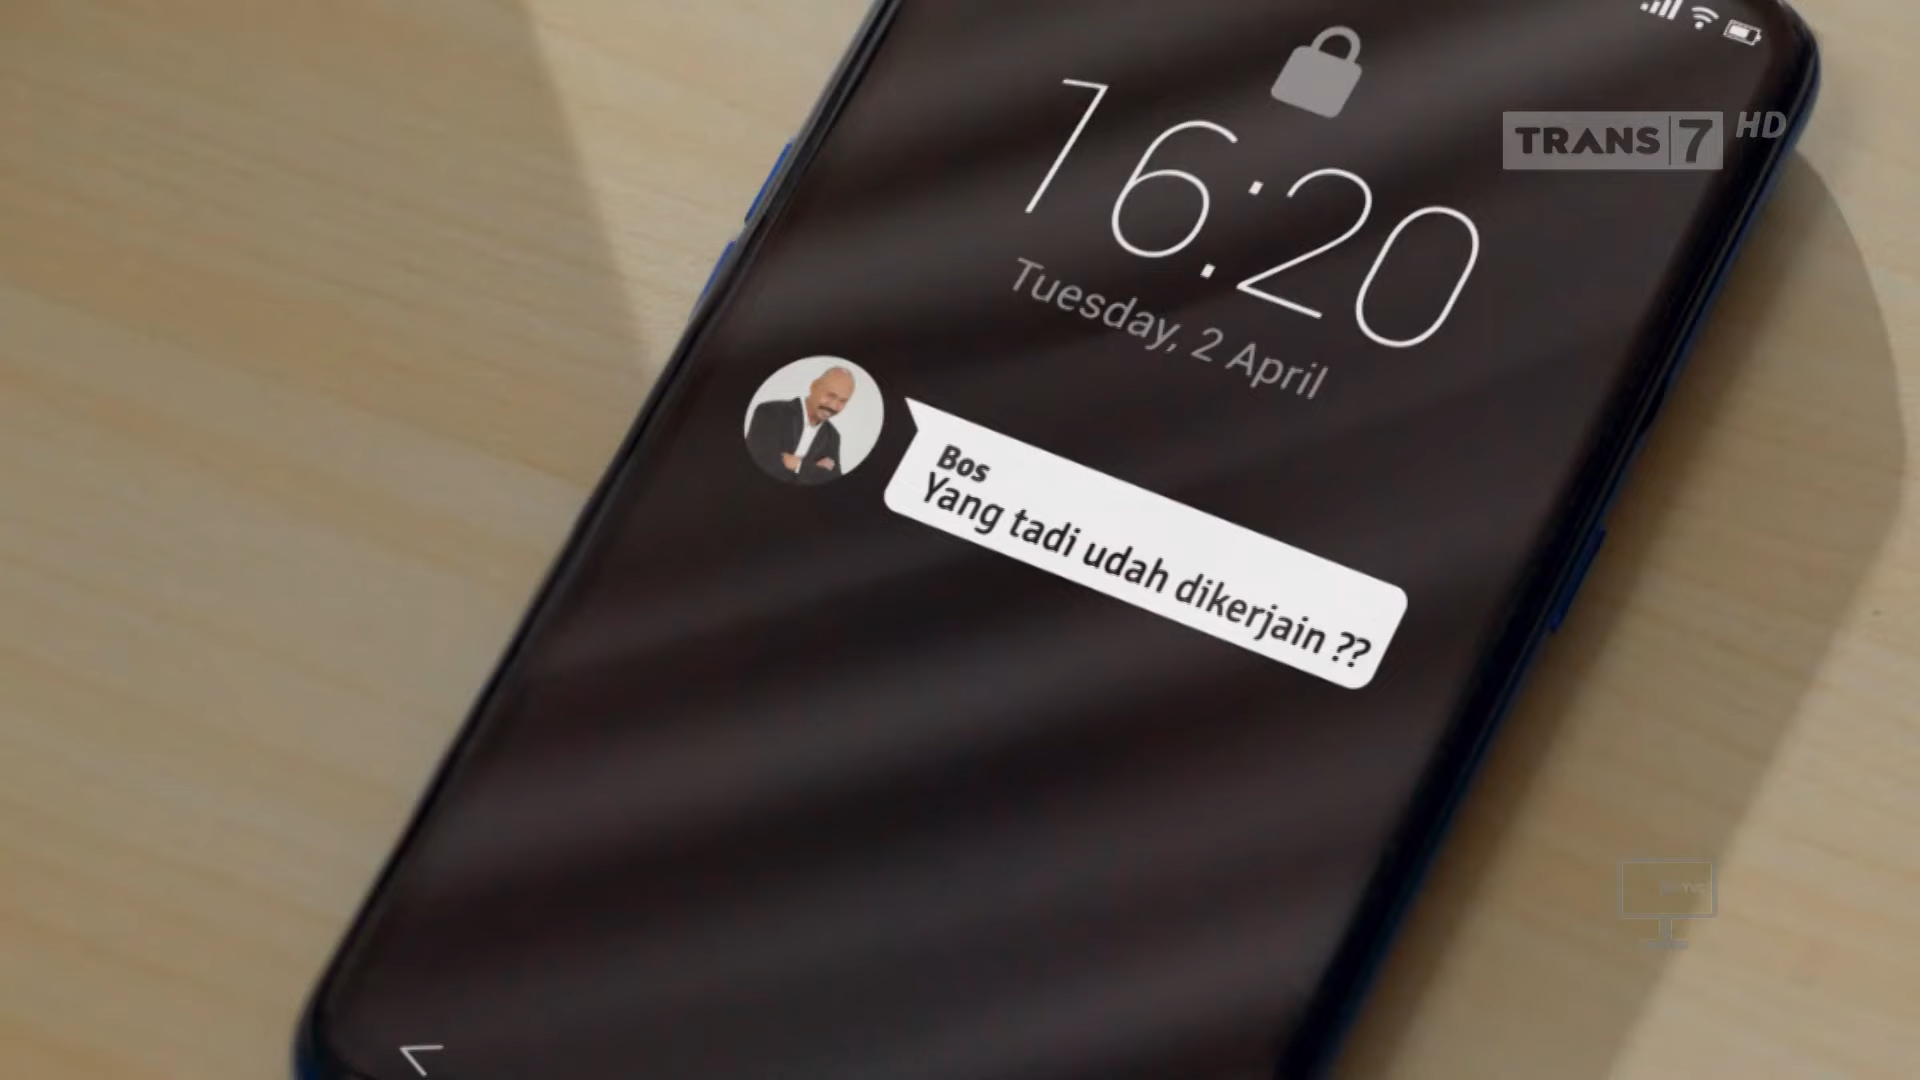 16:20
Tuesday, 2 April
TRANS|7 HD
Bos
Yang tadi udah dikerjain ??